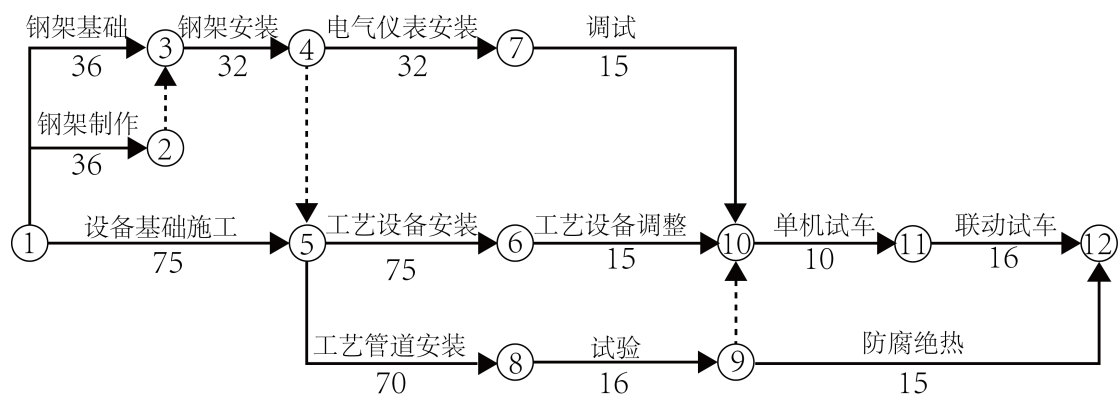 钢架基础 钢架安装 电气仪表安装 调试
③ ④ ⑦
36 32 32 15
钢架制作
②
36
设备基础施工 工艺设备安装 工艺设备调整 单机试车 联动试车
① ⑤ ⑥ ⑩ ⑪ ⑫
75 75 15 10 16
工艺管道安装 试验 防腐绝热
⑧ ⑨
70 16 15